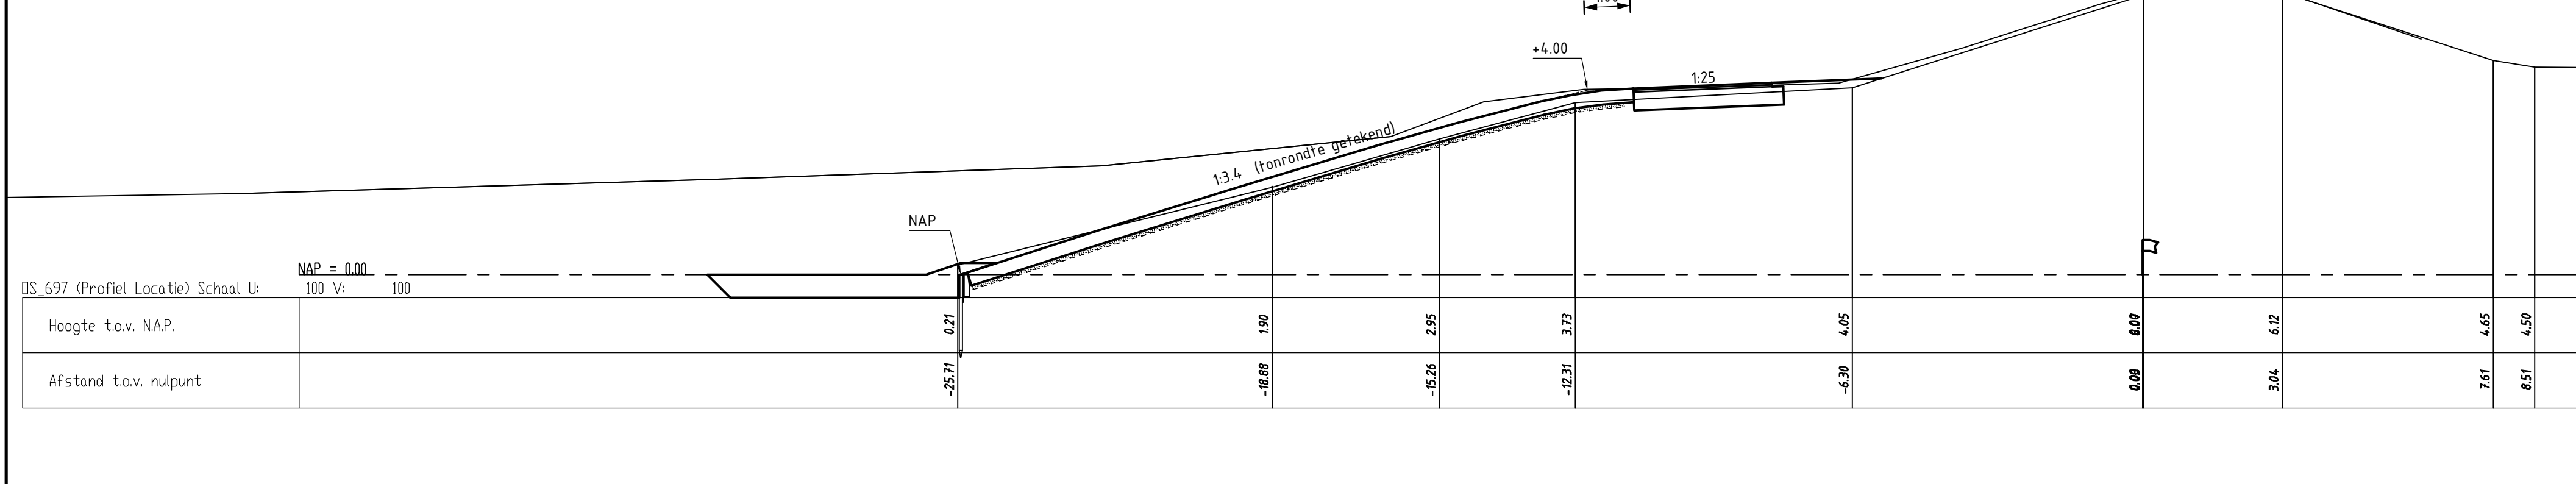 +4.00
1:25
1:3.4 (tonrondte getekend)
NAP
NAP = 0.00
S_697 (Profiel Locatie) Schaal U: 100 V: 100
Hoogte t.o.v. N.A.P. 0.21 1.90 2.95 3.73 4.05 6.12 4.65 4.50
Afstand t.o.v. nulpunt -25.71 -18.88 -15.26 -12.31 -6.30 3.04 7.61 8.51